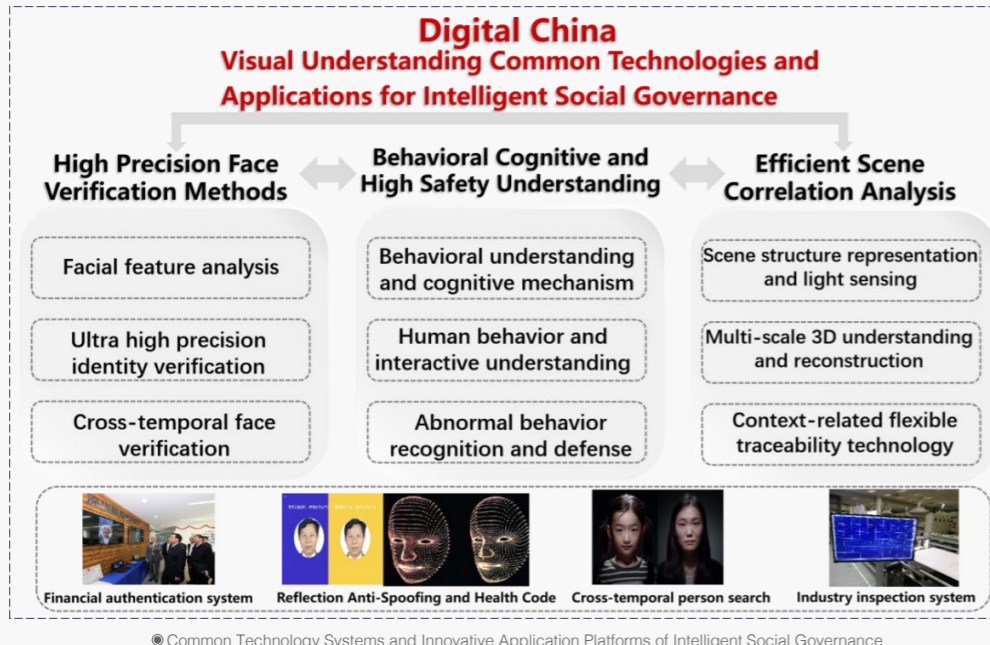 Digital China
Visual Understanding Common Technologies and
Applications for Intelligent Social Governance
High Precision Face
Verification Methods
Behavioral Cognitive and
High Safety Understanding
Efficient Scene
Correlation Analysis
Facial feature analysis
Ultra high precision
identity verification
Cross-temporal face
verification
Behavioral understanding
and cognitive mechanism
Human behavior and
interactive understanding
Abnormal behavior
recognition and defense
Scene structure representation
and light sensing
Multi-scale 3D understanding
and reconstruction
Context-related flexible
traceability technology
Financial authentication system
Reflection Anti-Spoofing and Health Code
Cross-temporal person search
Industry inspection system
◉ Common Technology Systems and Innovative Application Platforms of Intelligent Social Governance